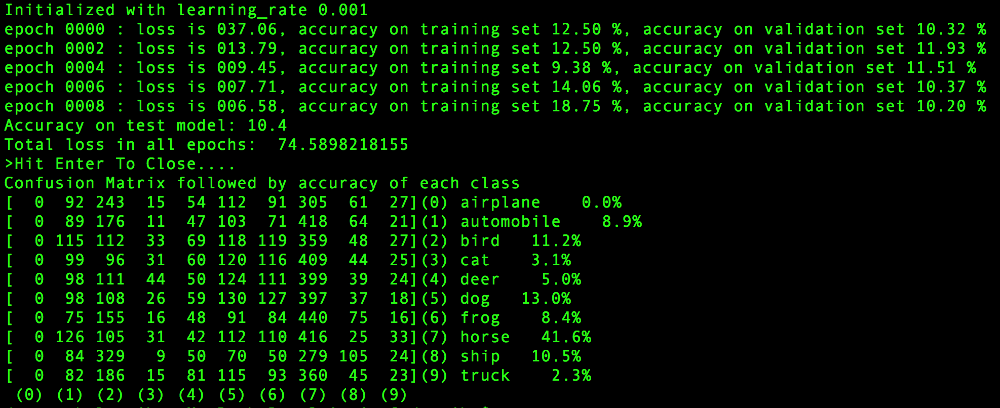 Initialized with learning_rate 0.001
epoch 0000 : loss is 037.06, accuracy on training set 12.50 %, accuracy on validation set 10.32 %
epoch 0002 : loss is 013.79, accuracy on training set 12.50 %, accuracy on validation set 11.93 %
epoch 0004 : loss is 009.45, accuracy on training set 9.38 %, accuracy on validation set 11.51 %
epoch 0006 : loss is 007.71, accuracy on training set 14.06 %, accuracy on validation set 10.37 %
epoch 0008 : loss is 006.58, accuracy on training set 18.75 %, accuracy on validation set 10.20 %
Accuracy on test model: 10.4
Total loss in all epochs:  74.5898218155
>Hit Enter To Close....
Confusion Matrix followed by accuracy of each class
[  0  92 243  15  54 112  91 305  61  27](0) airplane    0.0%
[  0  89 176  11  47 103  71 418  64  21](1) automobile    8.9%
[  0 115 112  33  69 118 119 359  48  27](2) bird   11.2%
[  0  99  96  31  60 120 116 409  44  25](3) cat    3.1%
[  0  98 111  44  50 124 111 399  39  24](4) deer    5.0%
[  0  98 108  26  59 130 127 397  37  18](5) dog   13.0%
[  0  75 155  16  48  91  84 440  75  16](6) frog    8.4%
[  0 126 105  31  42 112 110 416  25  33](7) horse   41.6%
[  0  84 329   9  50  70  50 279 105  24](8) ship   10.5%
[  0  82 186  15  81 115  93 360  45  23](9) truck    2.3%
 (0) (1) (2) (3) (4) (5) (6) (7) (8) (9)